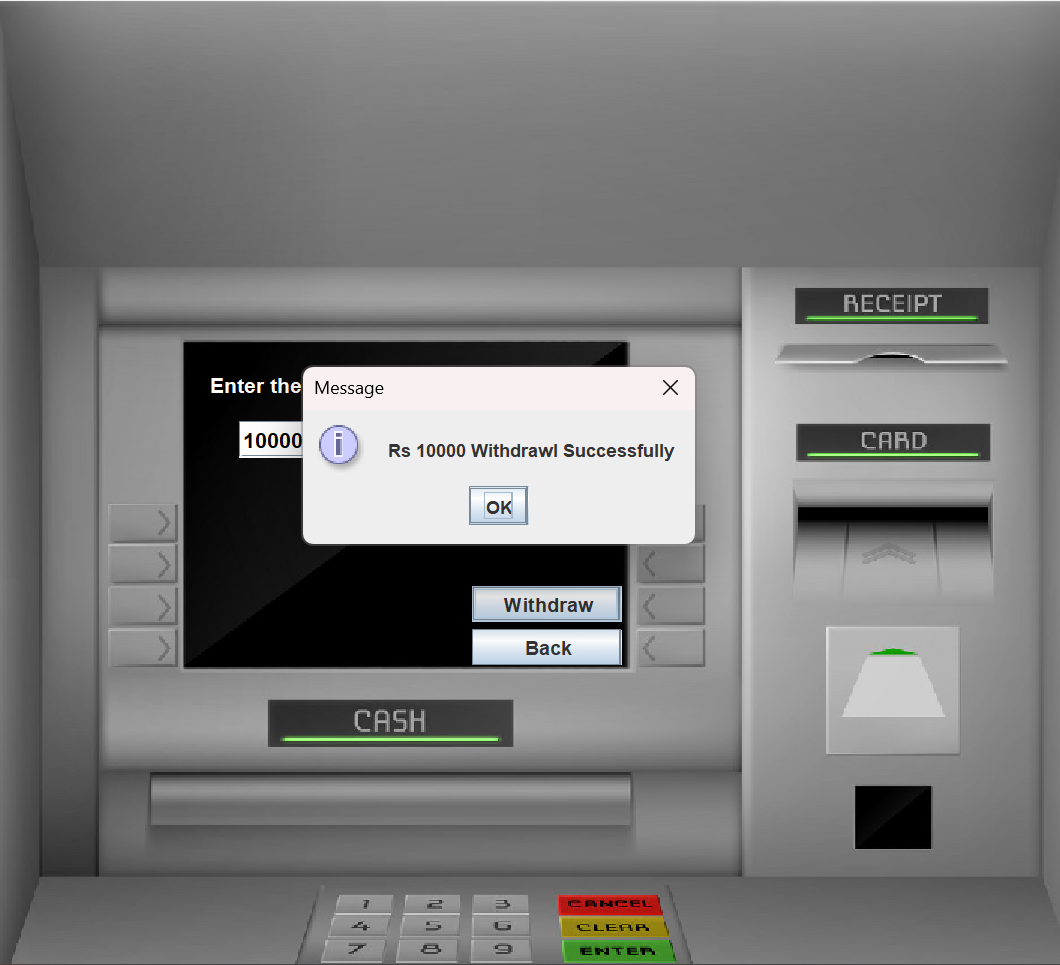 RECEIPT
Enter the
Message
10000
Rs 10000 Withdrawl Successfully
CARD
OK
Withdraw
Back
CASH
1 2 3 CANCEL
4 5 6 CLEAR
7 8 9 ENTER